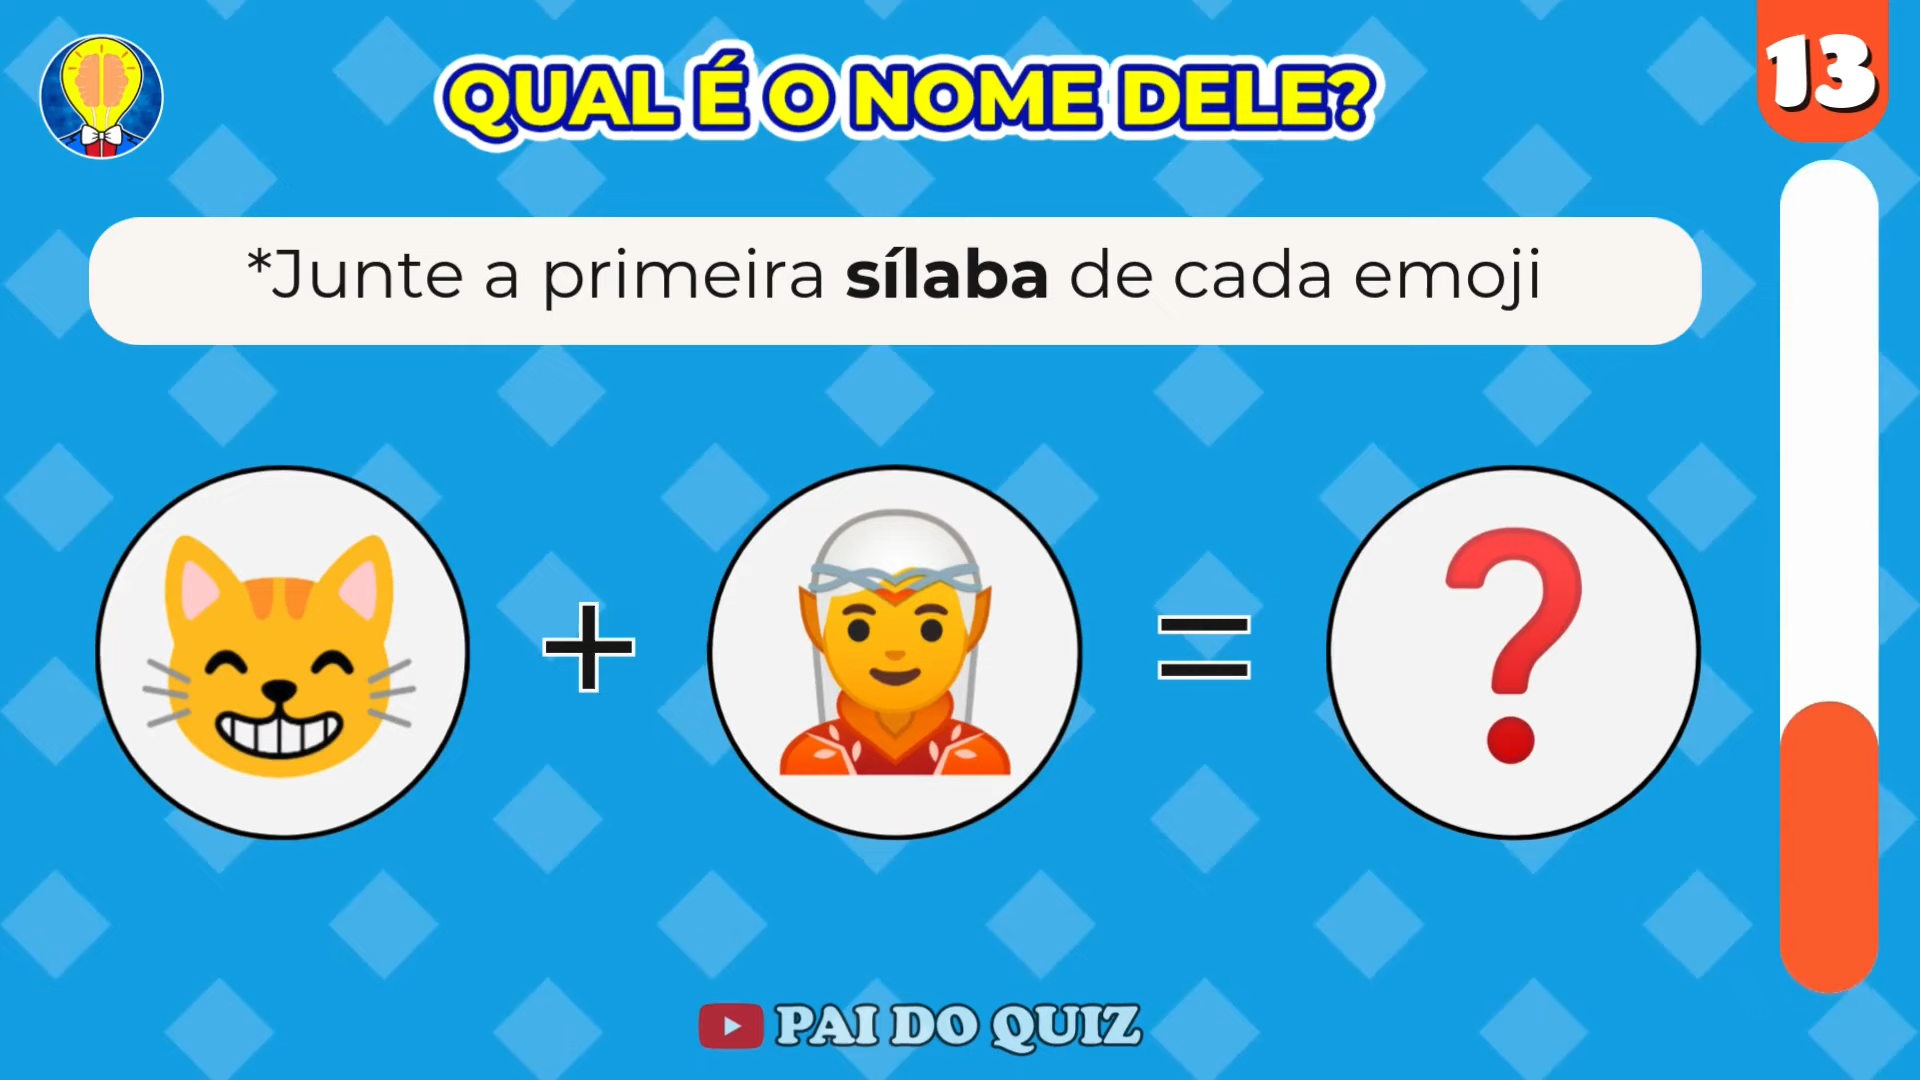 QUAL É O NOME DELE?
13
*Junte a primeira sílaba de cada emoji
+
=
?
PAI DO QUIZ